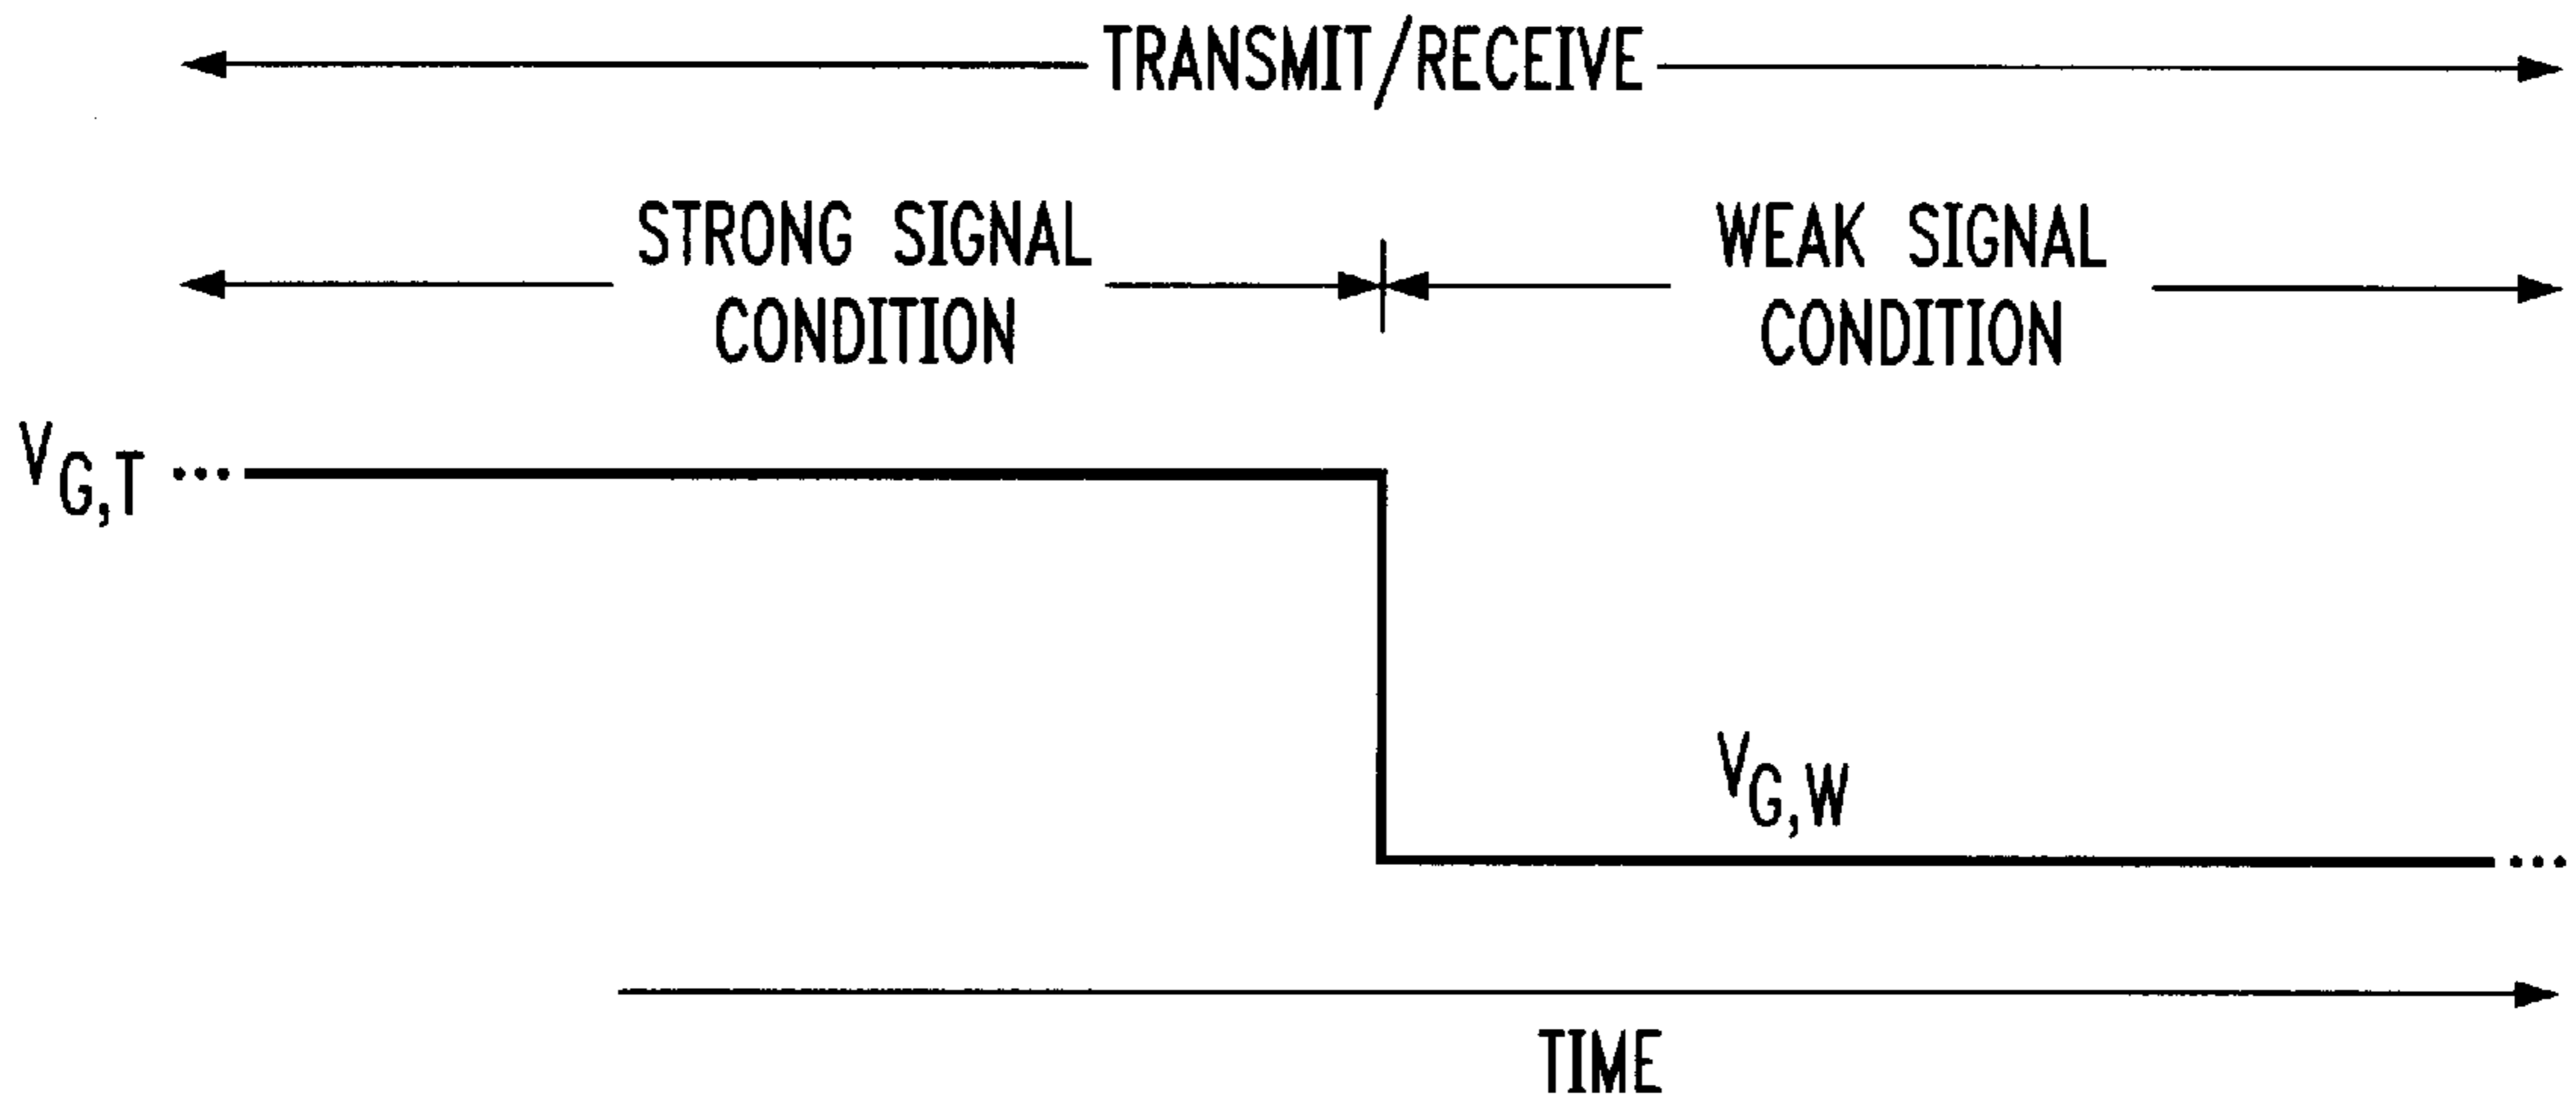 TRANSMIT/RECEIVE
STRONG SIGNAL
CONDITION
WEAK SIGNAL
CONDITION
VG,T
VG,W
TIME